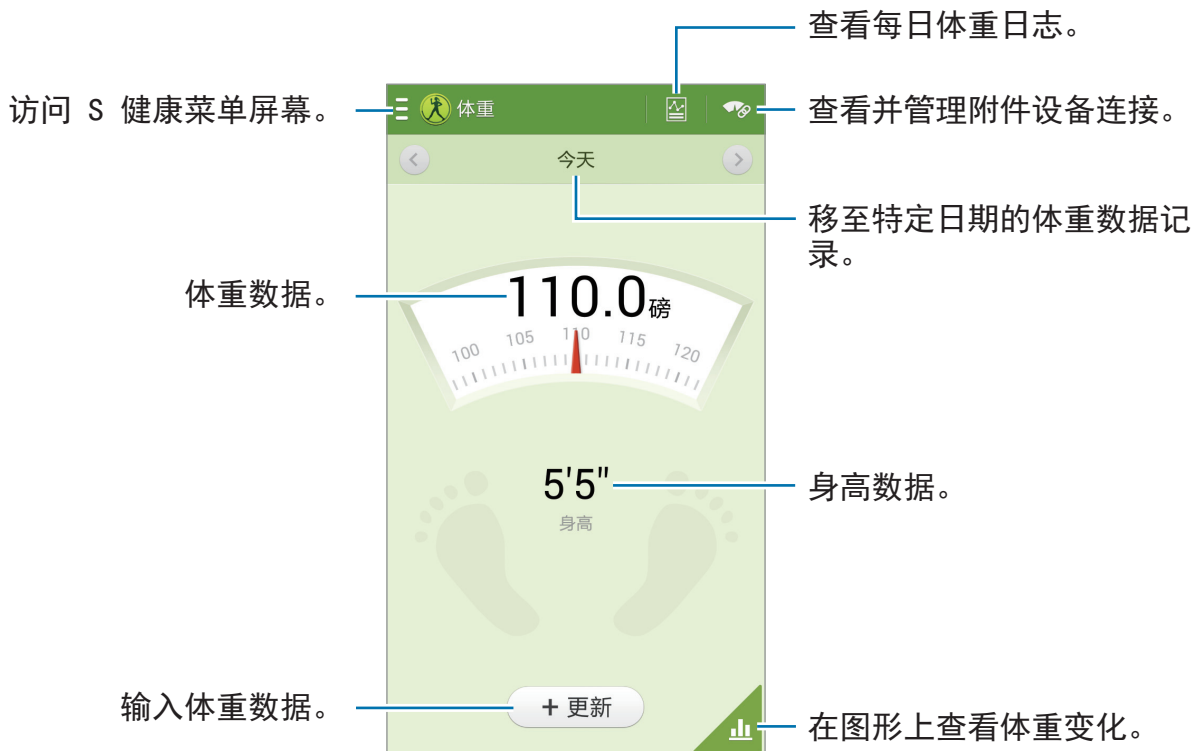 查看每日体重日志。
访问 S 健康菜单屏幕。
体重
查看并管理附件设备连接。
今天
移至特定日期的体重数据记
录。
体重数据。
110.0磅
100 105 110 115 120
5'5"
身高数据。
身高
输入体重数据。
+ 更新
在图形上查看体重变化。